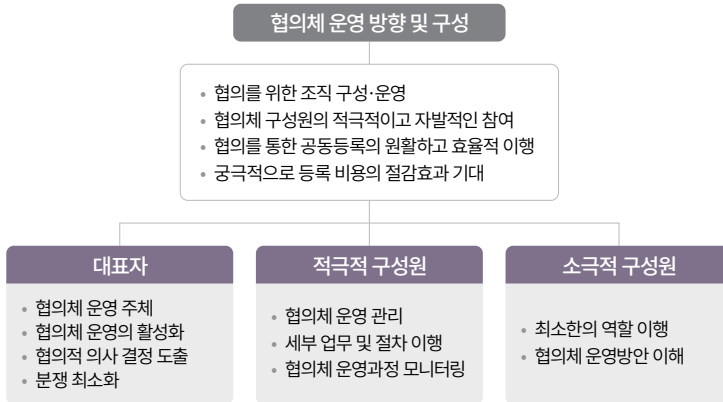 협의체 운영 방향 및 구성
• 협의를 위한 조직 구성·운영
• 협의체 구성원의 적극적이고 자발적인 참여
• 협의를 통한 공동등록의 원활하고 효율적 이행
• 궁극적으로 등록 비용의 절감효과 기대
대표자
• 협의체 운영 주체
• 협의체 운영의 활성화
• 협의적 의사 결정 도출
• 분쟁 최소화
적극적 구성원
• 협의체 운영 관리
• 세부 업무 및 절차 이행
• 협의체 운영과정 모니터링
소극적 구성원
• 최소한의 역할 이행
• 협의체 운영방안 이해